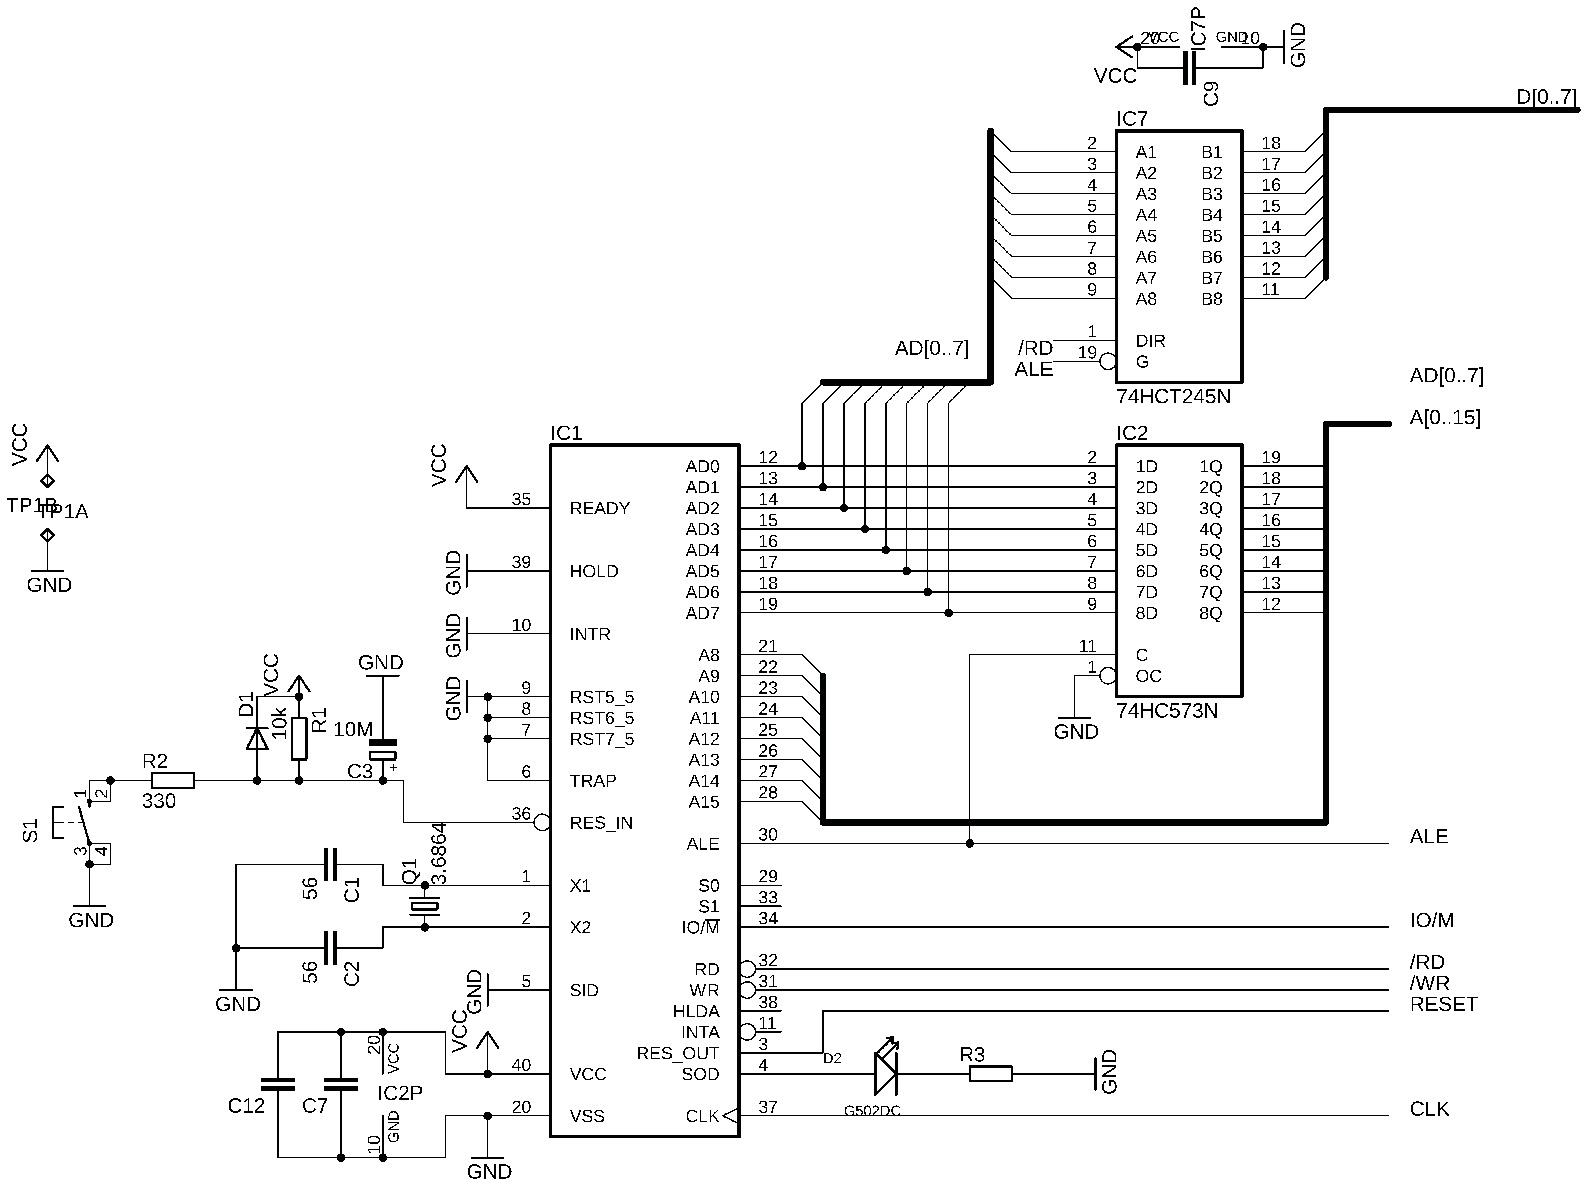 20 VCC IC7P GND 10 GND
VCC C9
D[0..7]
IC7
2 A1 B1 18
3 A2 B2 17
4 A3 B3 16
5 A4 B4 15
6 A5 B5 14
7 A6 B6 13
8 A7 B7 12
9 A8 B8 11
/RD 1 DIR
ALE 19 G
74HCT245N
AD[0..7]
AD[0..7]
A[0..15]
VCC
TP1B TP1A
GND
IC1
IC2
VCC 35 READY
GND 39 HOLD
GND 10 INTR
GND 9 RST5_5
8 RST6_5
7 RST7_5
6 TRAP
36 RES_IN
1 X1
2 X2
GND 5 SID
VCC 40 VCC
20 VSS
GND
AD0 12 2 1D 1Q 19
AD1 13 3 2D 2Q 18
AD2 14 4 3D 3Q 17
AD3 15 5 4D 4Q 16
AD4 16 6 5D 5Q 15
AD5 17 7 6D 6Q 14
AD6 18 8 7D 7Q 13
AD7 19 9 8D 8Q 12
11 C
1 OC
GND
74HC573N
A8 21
A9 22
A10 23
A11 24
A12 25
A13 26
A14 27
A15 28
ALE 30 ALE
S0 29
S1 33
IO/M 34 IO/M
RD 32 /RD
WR 31 /WR
HLDA 38 RESET
INTA 11
RES_OUT 3
SOD 4 D2 G502DC R3 GND
CLK 37 CLK
D1 VCC 10k R1
GND
10M
C3 +
R2
330
S1 1 2 3 4
GND
56 C1
56 C2
Q1 3.6864
GND
C12 C7 20 VCC IC2P
10 GND